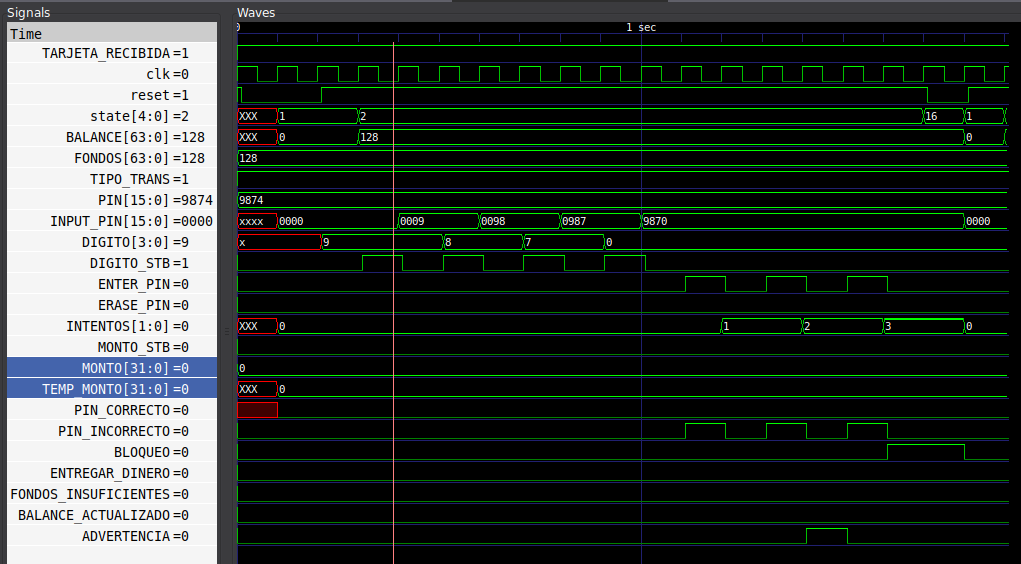 Signals
Waves
Time
0
1 sec
TARJETA_RECIBIDA=1
clk=0
reset=1
state[4:0]=2 XXX 1 2 16 1
BALANCE[63:0]=128 XXX 0 128 0
FONDOS[63:0]=128 128
TIPO_TRANS=1
PIN[15:0]=9874 9874
INPUT_PIN[15:0]=0000 xxxx 0000 0009 0098 0987 9870 0000
DIGITO[3:0]=9 x 9 8 7 0
DIGITO_STB=1
ENTER_PIN=0
ERASE_PIN=0
INTENTOS[1:0]=0 XXX 0 1 2 3 0
MONTO_STB=0
MONTO[31:0]=0 0
TEMP_MONTO[31:0]=0 XXX 0
PIN_CORRECTO=0
PIN_INCORRECTO=0
BLOQUEO=0
ENTREGAR_DINERO=0
FONDOS_INSUFICIENTES=0
BALANCE_ACTUALIZADO=0
ADVERTENCIA=0